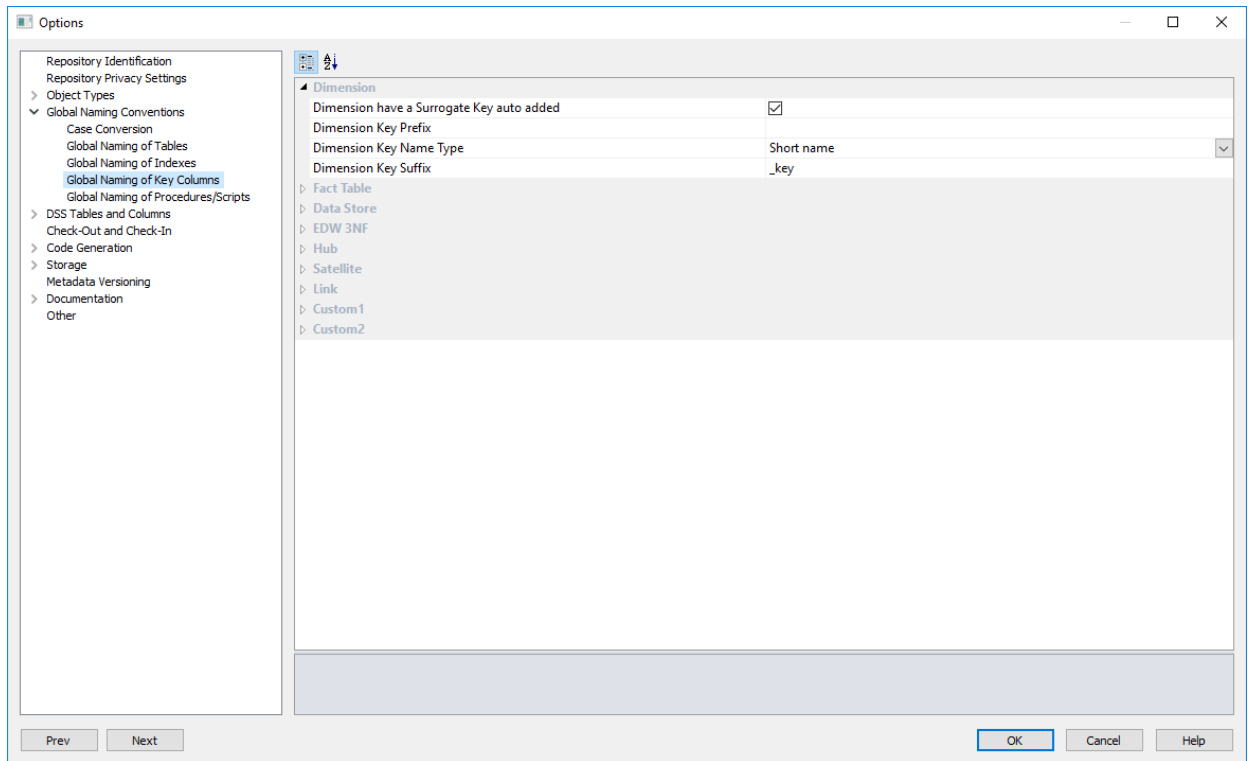 Options
Repository Identification
Repository Privacy Settings
Object Types
Global Naming Conventions
Case Conversion
Global Naming of Tables
Global Naming of Indexes
Global Naming of Key Columns
Global Naming of Procedures/Scripts
DSS Tables and Columns
Check-Out and Check-In
Code Generation
Storage
Metadata Versioning
Documentation
Other
Dimension
Dimension have a Surrogate Key auto added
Dimension Key Prefix
Dimension Key Name Type Short name
Dimension Key Suffix _key
Fact Table
Data Store
EDW 3NF
Hub
Satellite
Link
Custom1
Custom2
Prev Next OK Cancel Help